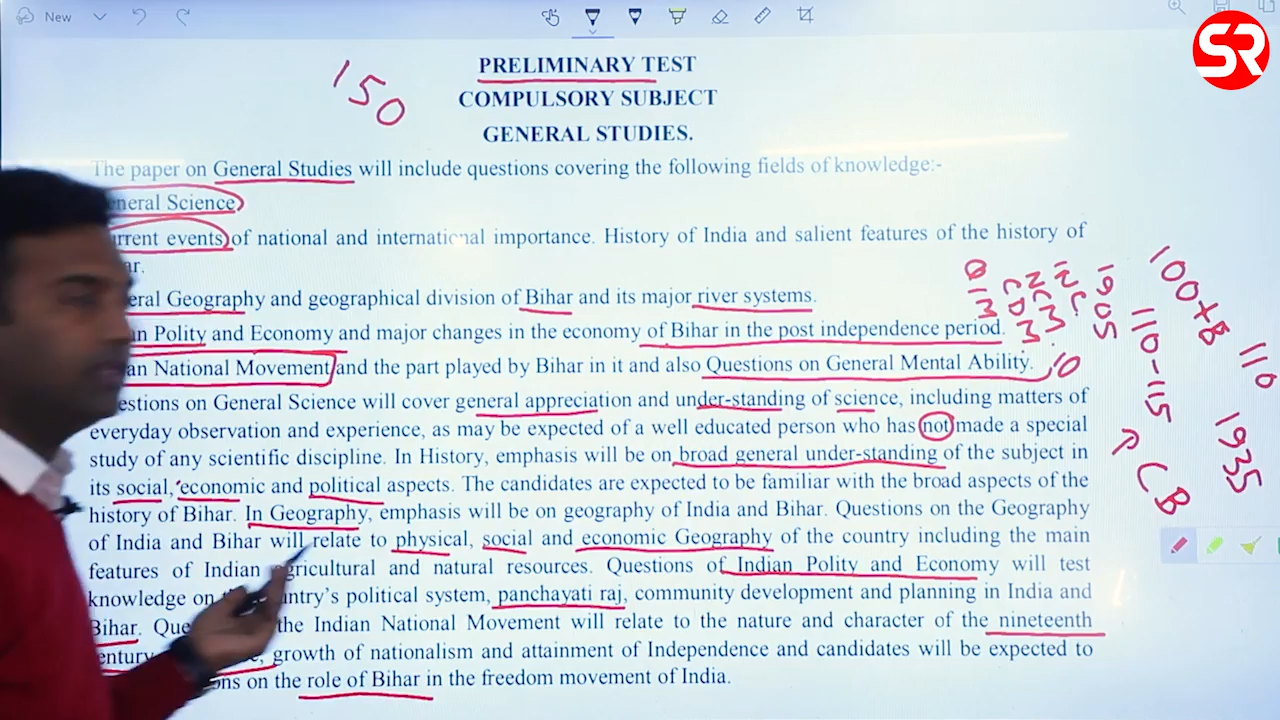 New
SR
PRELIMINARY TEST
150
COMPULSORY SUBJECT
GENERAL STUDIES.
The paper on General Studies will include questions covering the following fields of knowledge:-
eneral Science
rrent events of national and international importance. History of India and salient features of the history of
ar.
eral Geography and geographical division of Bihar and its major river systems.
n Polity and Economy and major changes in the economy of Bihar in the post independence period.
an National Movement and the part played by Bihar in it and also Questions on General Mental Ability.
10
estions on General Science will cover general appreciation and under-standing of science, including matters of
everyday observation and experience, as may be expected of a well educated person who has not made a special
study of any scientific discipline. In History, emphasis will be on broad general under-standing of the subject in
its social, economic and political aspects. The candidates are expected to be familiar with the broad aspects of the
history of Bihar. In Geography, emphasis will be on geography of India and Bihar. Questions on the Geography
of India and Bihar will relate to physical, social and economic Geography of the country including the main
features of Indian agricultural and natural resources. Questions of Indian Polity and Economy will test
knowledge on country's political system, panchayati raj, community development and planning in India and
Bihar. Que the Indian National Movement will relate to the nature and character of the nineteenth
entury growth of nationalism and attainment of Independence and candidates will be expected to
ons on the role of Bihar in the freedom movement of India.
QIM
CDM
NCM
INC
1905
100+B
110
110-115
1935
CB